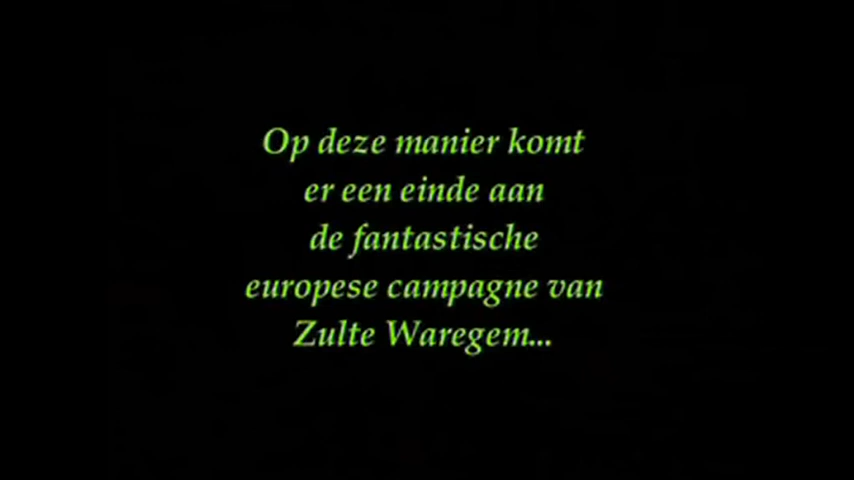 Op deze manier komt
er een einde aan
de fantastische
europese campagne van
Zulte Waregem...